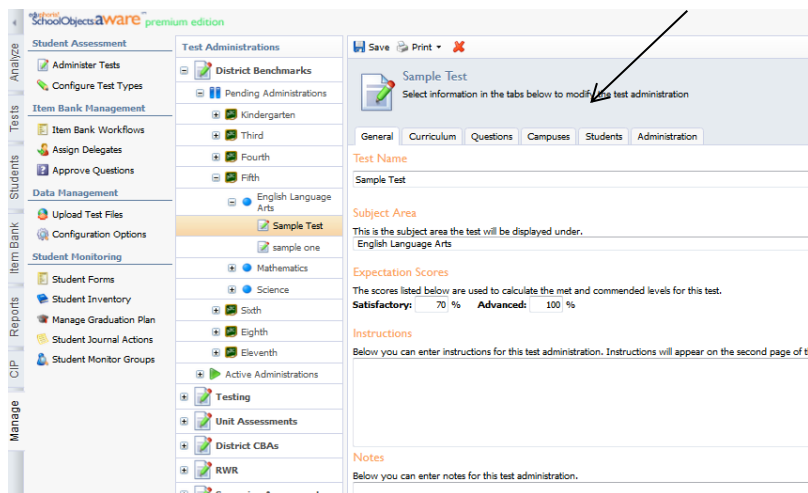 SchoolObjects:aware premium edition
Analyze
Tests
Students
Item Bank
Reports
CIP
Manage
Student Assessment
Administer Tests
Configure Test Types
Item Bank Management
Item Bank Workflows
Assign Delegates
Approve Questions
Data Management
Upload Test Files
Configuration Options
Student Monitoring
Student Forms
Student Inventory
Manage Graduation Plan
Student Journal Actions
Student Monitor Groups
Test Administrations
District Benchmarks
Pending Administrations
Kindergarten
Third
Fourth
Fifth
English Language
Arts
Sample Test
sample one
Mathematics
Science
Sixth
Eighth
Eleventh
Active Administrations
Testing
Unit Assessments
District CBAs
RWR
Save Print
Sample Test
Select information in the tabs below to modify the test administration
General Curriculum Questions Campuses Students Administration
Test Name
Sample Test
Subject Area
This is the subject area the test will be displayed under.
English Language Arts
Expectation Scores
The scores listed below are used to calculate the met and commended levels for this test.
Satisfactory: 70 % Advanced: 100 %
Instructions
Below you can enter instructions for this test administration. Instructions will appear on the second page of
Notes
Below you can enter notes for this test administration.